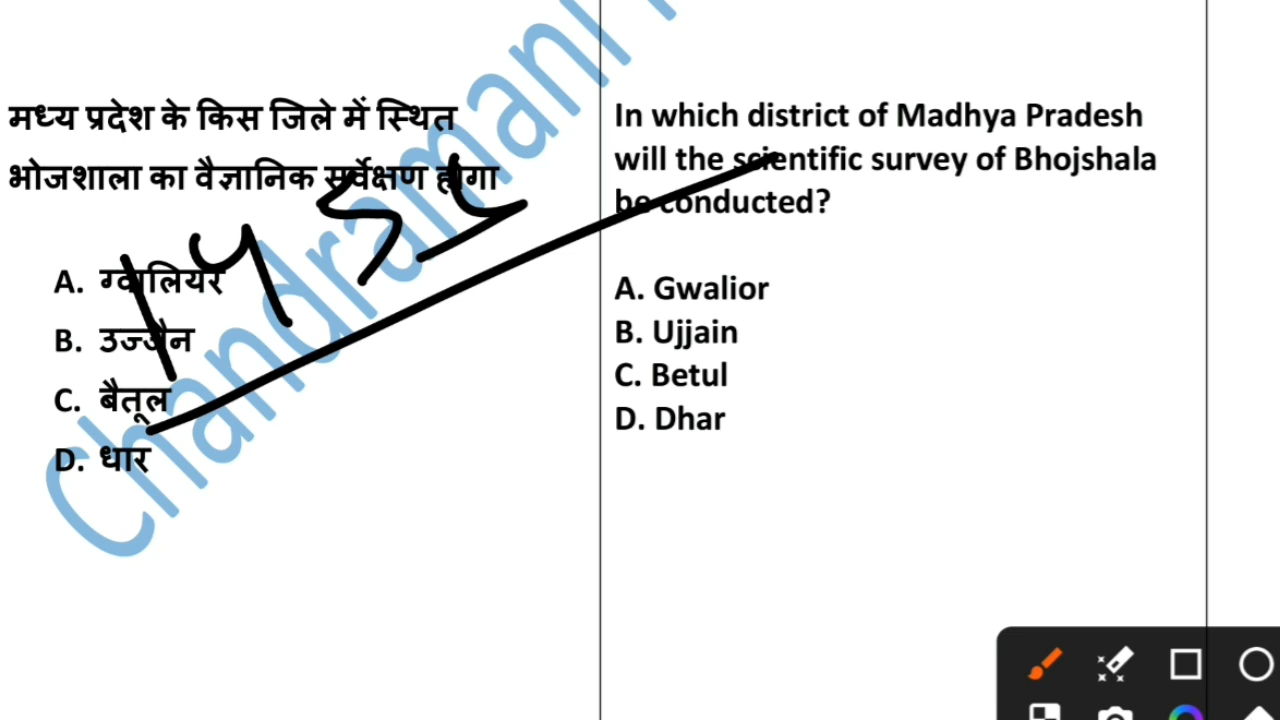 मध्य प्रदेश के किस जिले में स्थित
भोजशाला का वैज्ञानिक सर्वेक्षण होगा
A. ग्वालियर
B. उज्जैन
C. बैतूल
D. धार
In which district of Madhya Pradesh
will the scientific survey of Bhojshala
be conducted?
A. Gwalior
B. Ujjain
C. Betul
D. Dhar
Chandramani